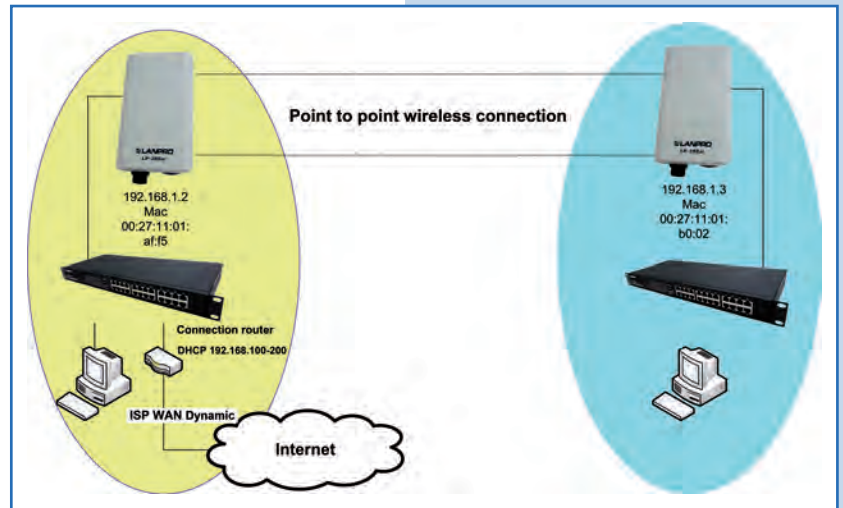 Point to point wireless connection
LANPRO
192.168.1.2
Mac
00:27:11:01:
af:f5
LANPRO
192.168.1.3
Mac
00:27:11:01:
b0:02
Connection router
DHCP 192.168.100-200
ISP WAN Dynamic
Internet